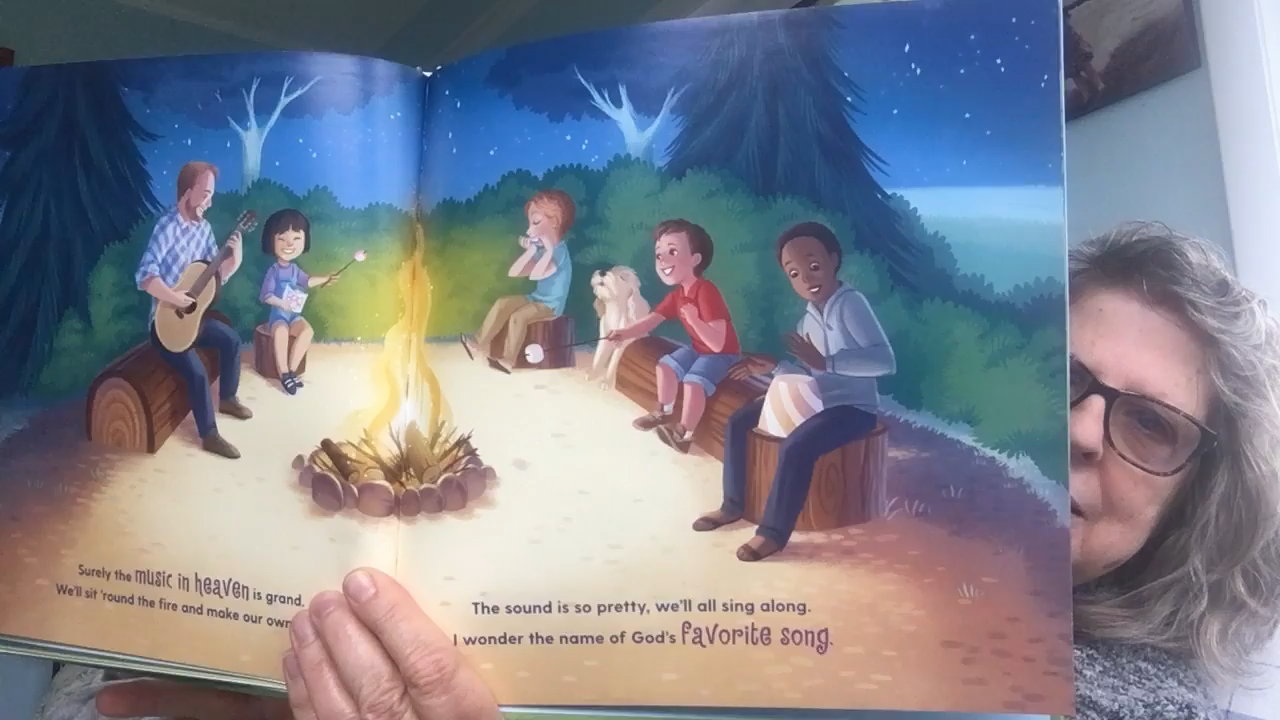 Surely the music in heaven is grand.
We'll sit 'round the fire and make our own
The sound is so pretty, we'll all sing along.
I wonder the name of God's favorite song.